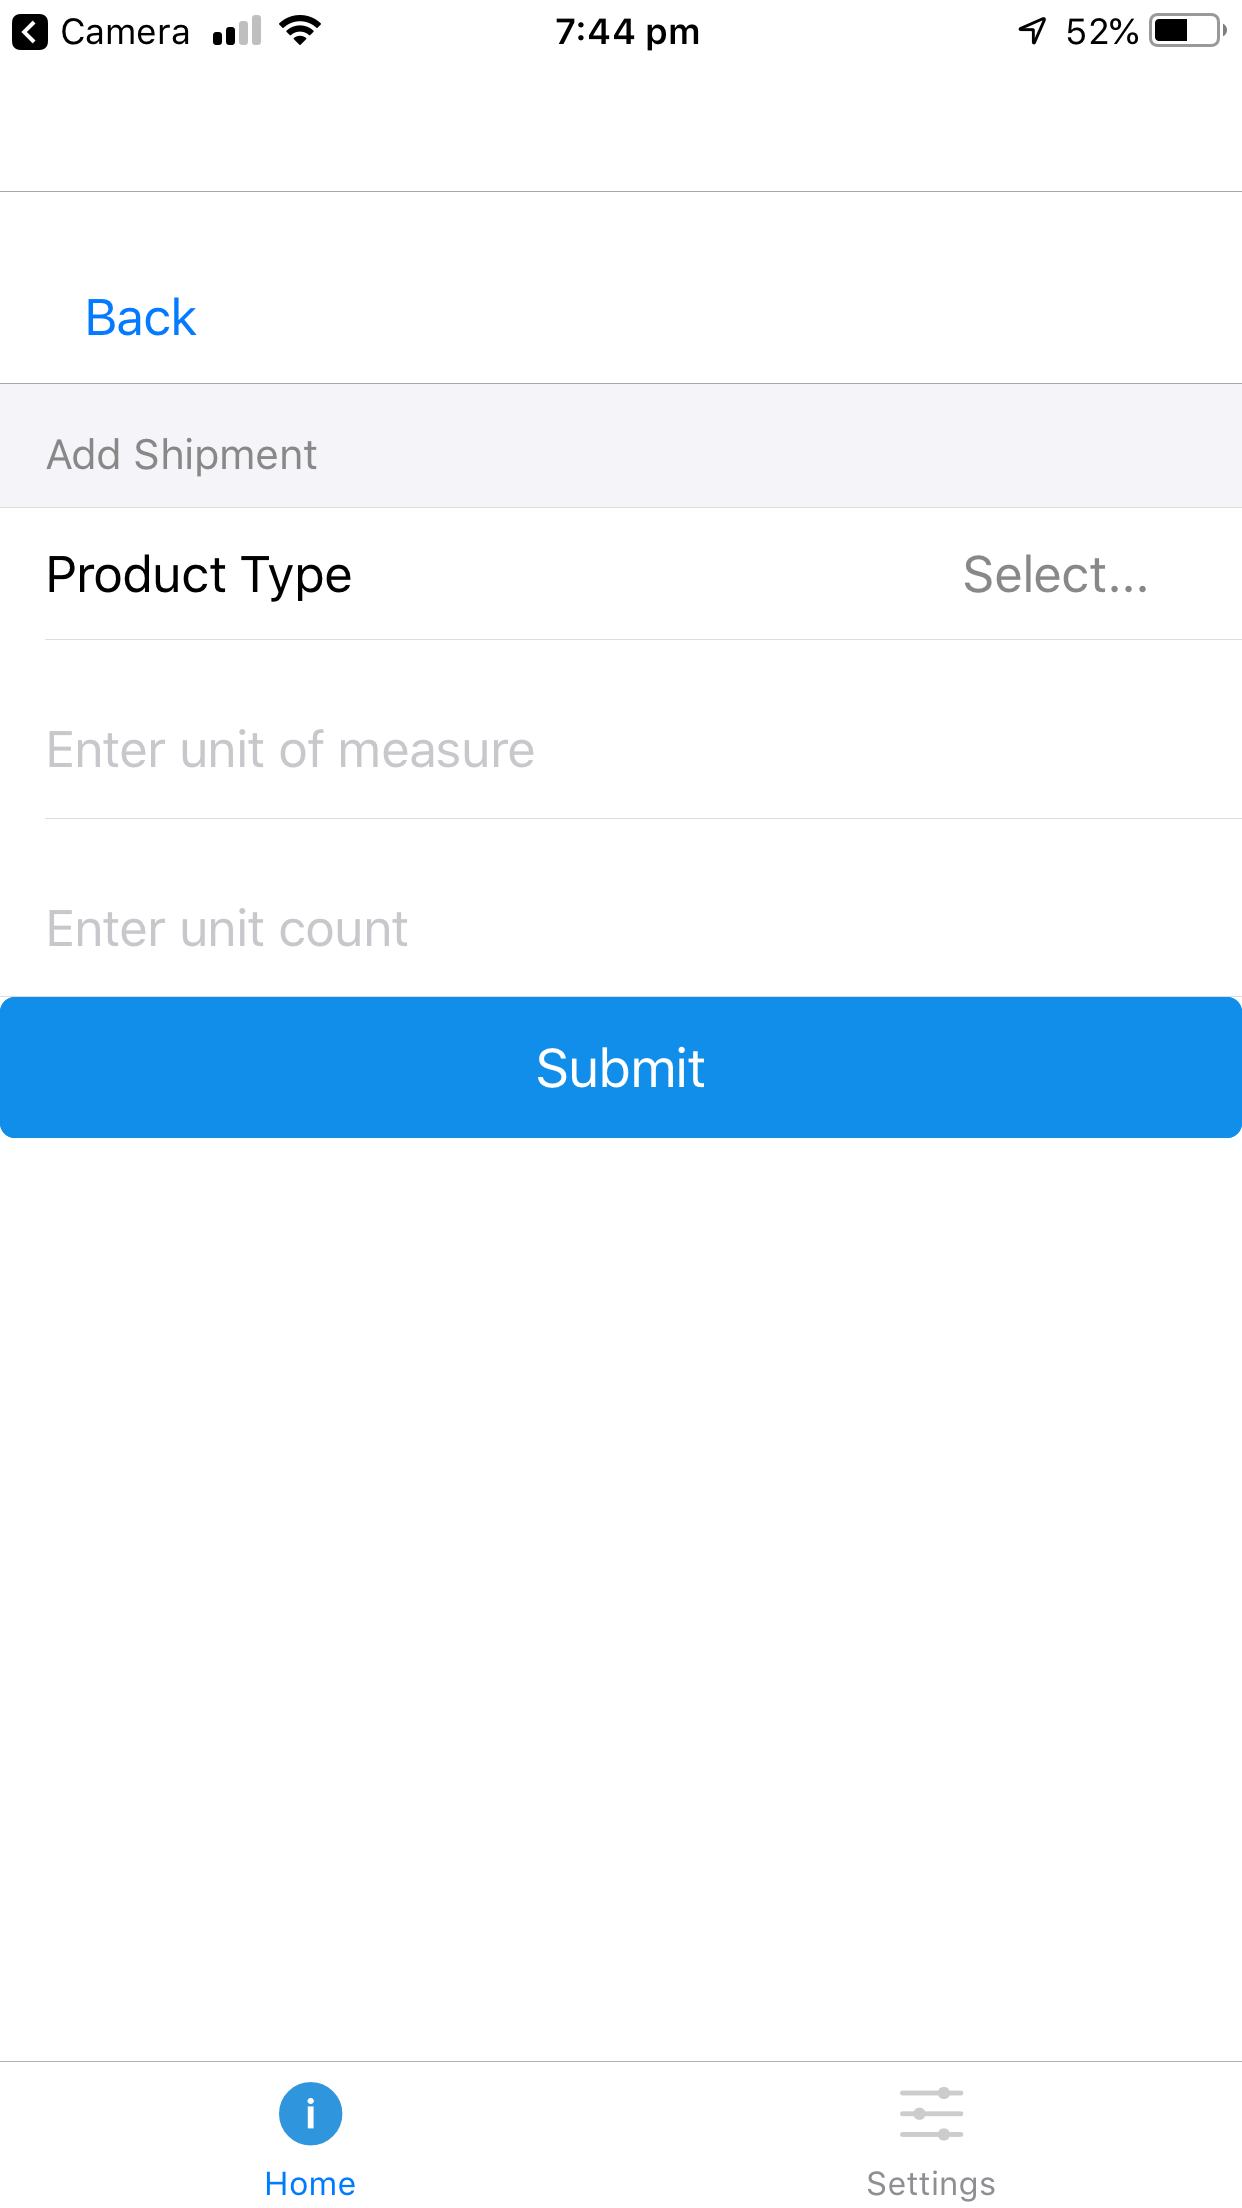 Camera 7:44 pm 52%
Back
Add Shipment
Product Type Select...
Enter unit of measure
Enter unit count
Submit
Home Settings